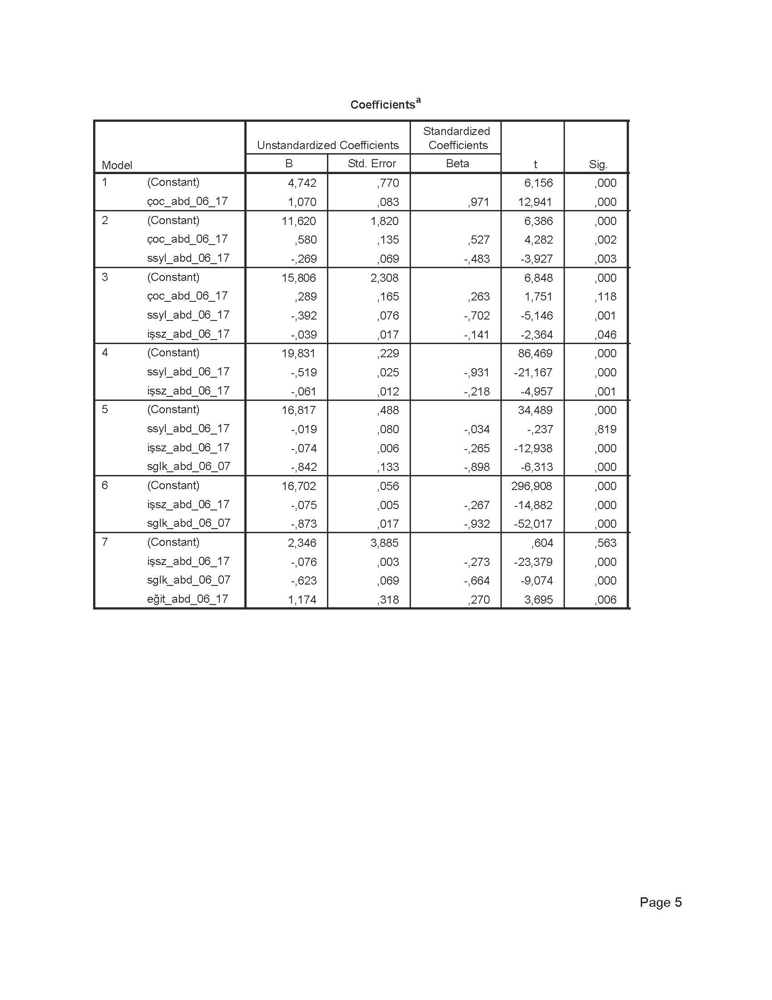 Coefficientsa
Unstandardized Coefficients Standardized Coefficients
Model B Std. Error Beta t Sig.
1 (Constant) 4,742 ,770 6,156 ,000
çoc_abd_06_17 1,070 ,083 ,971 12,941 ,000
2 (Constant) 11,620 1,820 6,386 ,000
çoc_abd_06_17 ,580 ,135 ,527 4,282 ,002
ssyl_abd_06_17 -,269 ,069 -,483 -3,927 ,003
3 (Constant) 15,806 2,308 6,848 ,000
çoc_abd_06_17 ,289 ,165 ,263 1,751 ,118
ssyl_abd_06_17 -,392 ,076 -,702 -5,146 ,001
işsz_abd_06_17 -,039 ,017 -,141 -2,364 ,046
4 (Constant) 19,831 ,229 86,469 ,000
ssyl_abd_06_17 -,519 ,025 -,931 -21,167 ,000
işsz_abd_06_17 -,061 ,012 -,218 -4,957 ,001
5 (Constant) 16,817 ,488 34,489 ,000
ssyl_abd_06_17 -,019 ,080 -,034 -,237 ,819
işsz_abd_06_17 -,074 ,006 -,265 -12,938 ,000
sglk_abd_06_07 -,842 ,133 -,898 -6,313 ,000
6 (Constant) 16,702 ,056 296,908 ,000
işsz_abd_06_17 -,075 ,005 -,267 -14,882 ,000
sglk_abd_06_07 -,873 ,017 -,932 -52,017 ,000
7 (Constant) 2,346 3,885 ,604 ,563
işsz_abd_06_17 -,076 ,003 -,273 -23,379 ,000
sglk_abd_06_07 -,623 ,069 -,664 -9,074 ,000
eğit_abd_06_17 1,174 ,318 ,270 3,695 ,006
Page 5